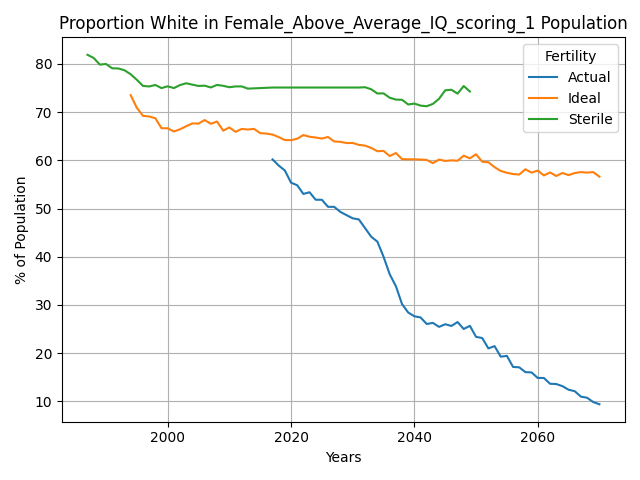 Proportion White in Female_Above_Average_IQ_scoring_1 Population
Fertility
Actual
Ideal
Sterile
% of Population
80
70
60
50
40
30
20
10
2000 2020 2040 2060
Years